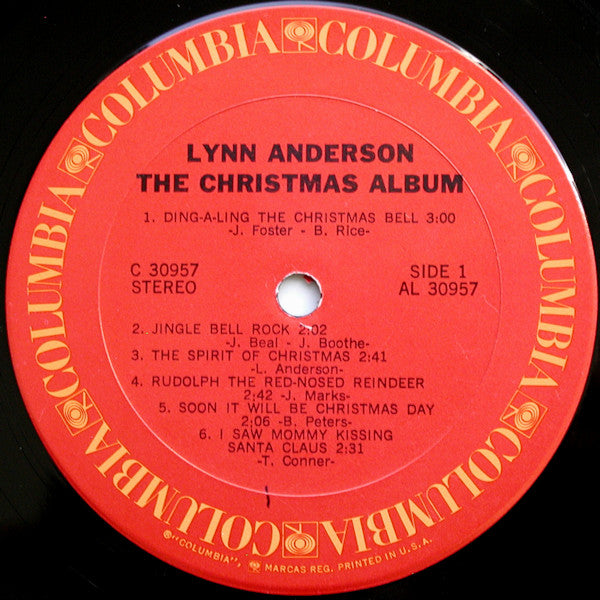 COLUMBIA COLUMBIA COLUMBIA COLUMBIA COLUMBIA COLUMBIA
LYNN ANDERSON
THE CHRISTMAS ALBUM
1. DING-A-LING THE CHRISTMAS BELL 3:00
-J. Foster - B. Rice-
C 30957
STEREO
SIDE 1
AL 30957
2. JINGLE BELL ROCK 2:02
-J. Beal - J. Boothe-
3. THE SPIRIT OF CHRISTMAS 2:41
-L. Anderson-
4. RUDOLPH THE RED-NOSED REINDEER
2:42 -J. Marks-
5. SOON IT WILL BE CHRISTMAS DAY
2:06 -B. Peters-
6. I SAW MOMMY KISSING
SANTA CLAUS 2:31
-T. Conner-
®"COLUMBIA", MARCAS REG. PRINTED IN U.S.A.